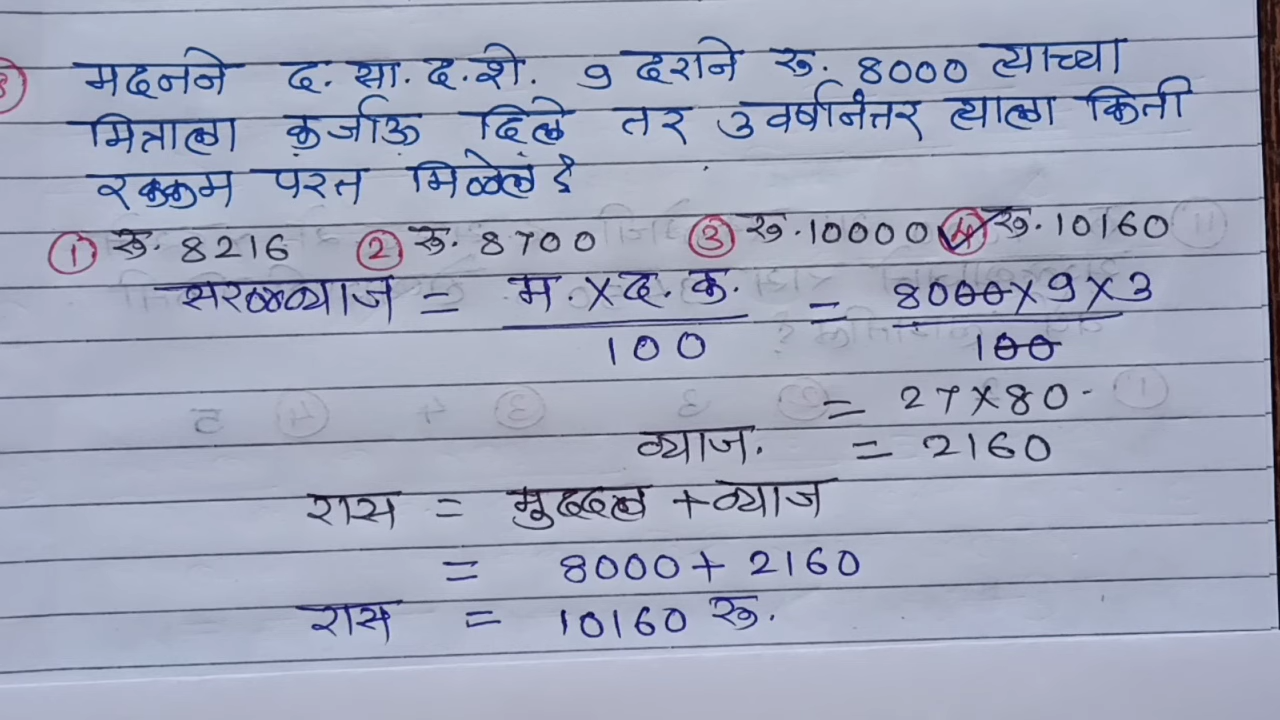 मदनने द. सा. द. शे. 9 दराने रु. 8000 त्याच्या
मित्राला कर्जाऊ दिले तर 3 वर्षानंतर त्याला किती
रक्कम परत मिळेल ?
① रु. 8216 ② रु. 8700 ③ रु. 10000 ④ रु. 10160
सरळव्याज = म. × द. क. / 100 = 8000 × 9 × 3 / 100
= 27 × 80
व्याज. = 2160
रास = मुद्दल + व्याज
= 8000 + 2160
रास = 10160 रु.